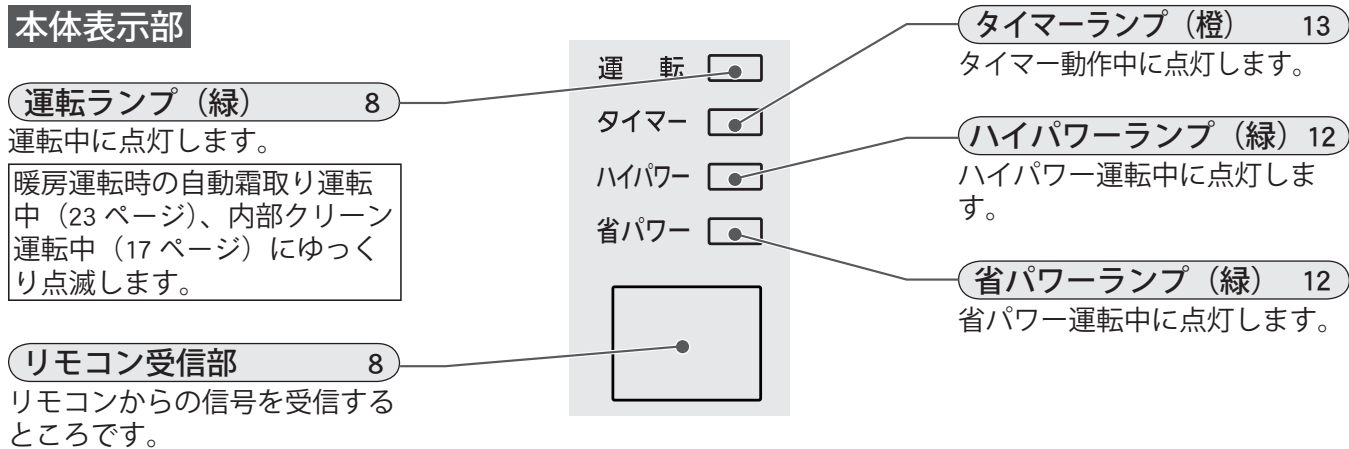 本体表示部
運転ランプ（緑） 8
運転中に点灯します。
暖房運転時の自動霜取り運転
中（23 ページ）、内部クリーン
運転中（17 ページ）にゆっく
り点滅します。
リモコン受信部 8
リモコンからの信号を受信する
ところです。
運 転
タイマー
ハイパワー
省パワー
タイマーランプ（橙） 13
タイマー動作中に点灯します。
ハイパワーランプ（緑）12
ハイパワー運転中に点灯しま
す。
省パワーランプ（緑） 12
省パワー運転中に点灯します。